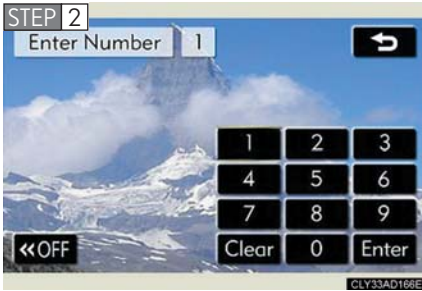 STEP 2
Enter Number 1
1 2 3
4 5 6
7 8 9
«OFF Clear 0 Enter
CLY33AD166E